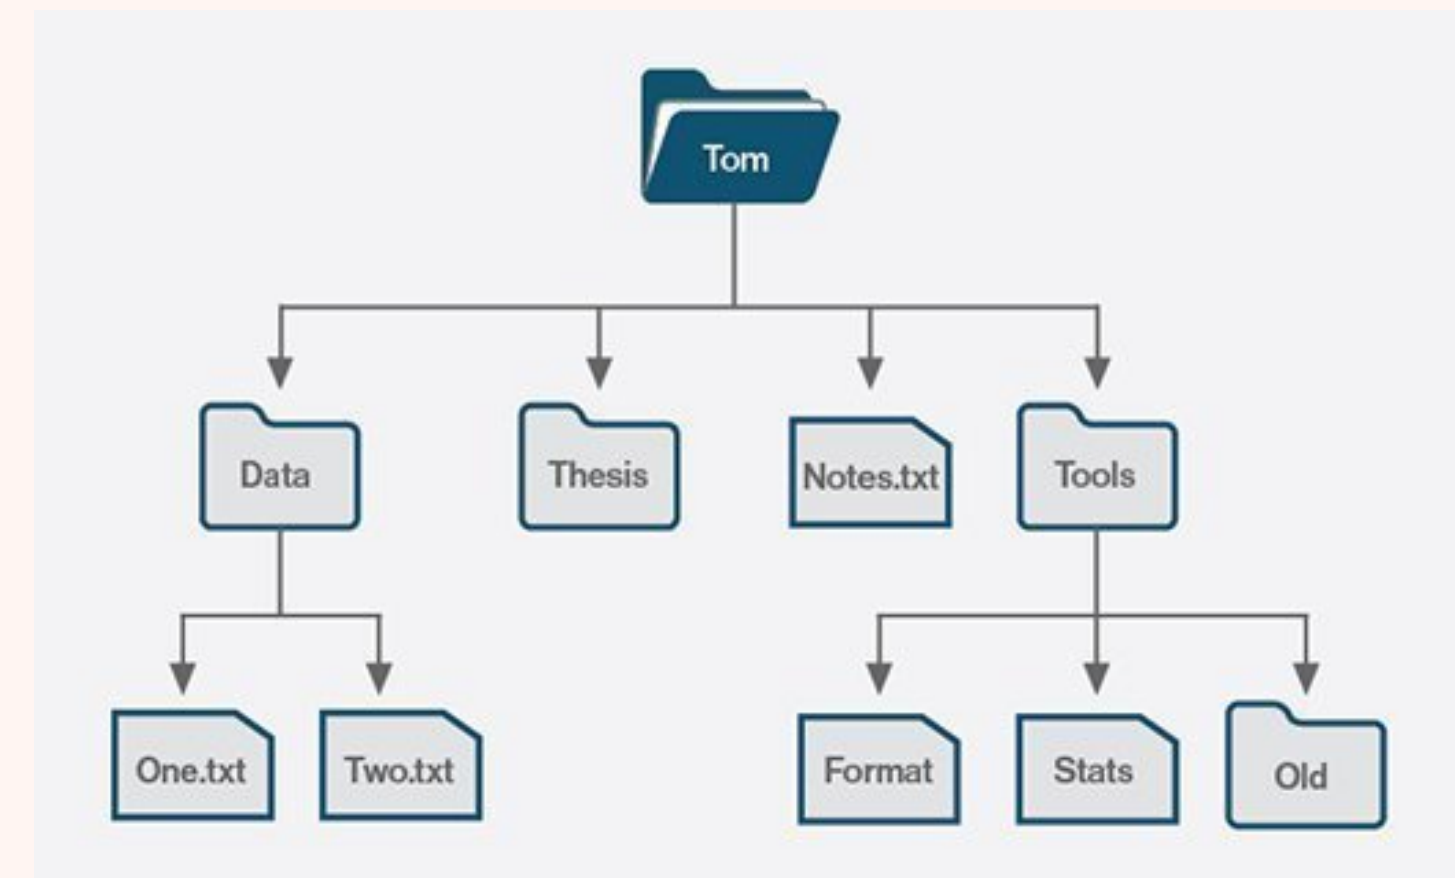 Tom
Data
Thesis
Notes.txt
Tools
One.txt
Two.txt
Format
Stats
Old